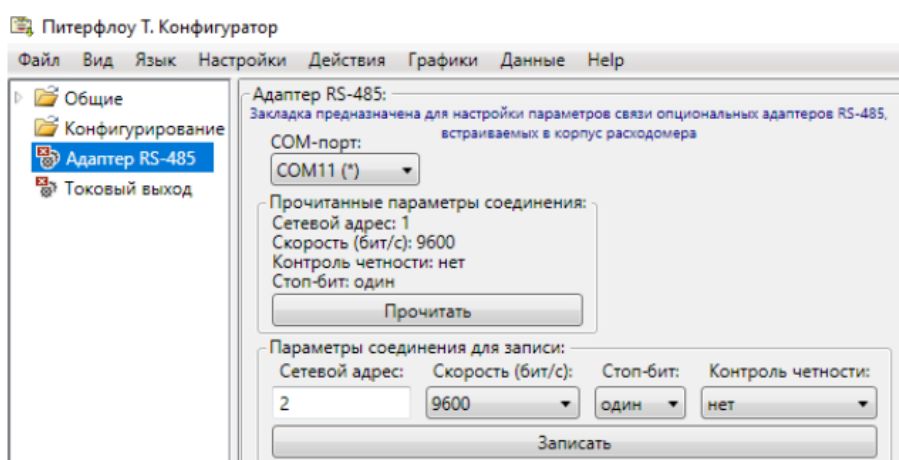 Питерфлоу Т. Конфигуратор
Файл Вид Язык Настройки Действия Графики Данные Help
Общие
Конфигурирование
Адаптер RS-485
Токовый выход
Адаптер RS-485:
Закладка предназначена для настройки параметров связи опциональных адаптеров RS-485,
встраиваемых в корпус расходомера
COM-порт:
COM11 (*)
Прочитанные параметры соединения:
Сетевой адрес: 1
Скорость (бит/с): 9600
Контроль четности: нет
Стоп-бит: один
Прочитать
Параметры соединения для записи:
Сетевой адрес: Скорость (бит/с): Стоп-бит: Контроль четности:
2 9600 один нет
Записать